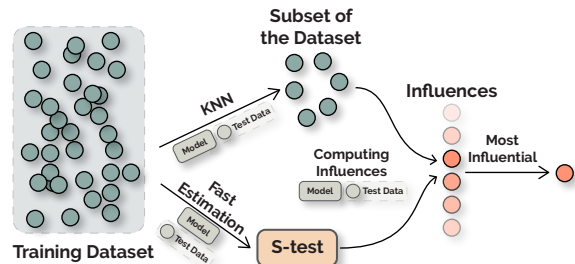 Subset of
the Dataset
KNN
Model
Test Data
Influences
Most
Influential
Computing
Influences
Model
Test Data
Fast
Estimation
Model
Test Data
S-test
Training Dataset